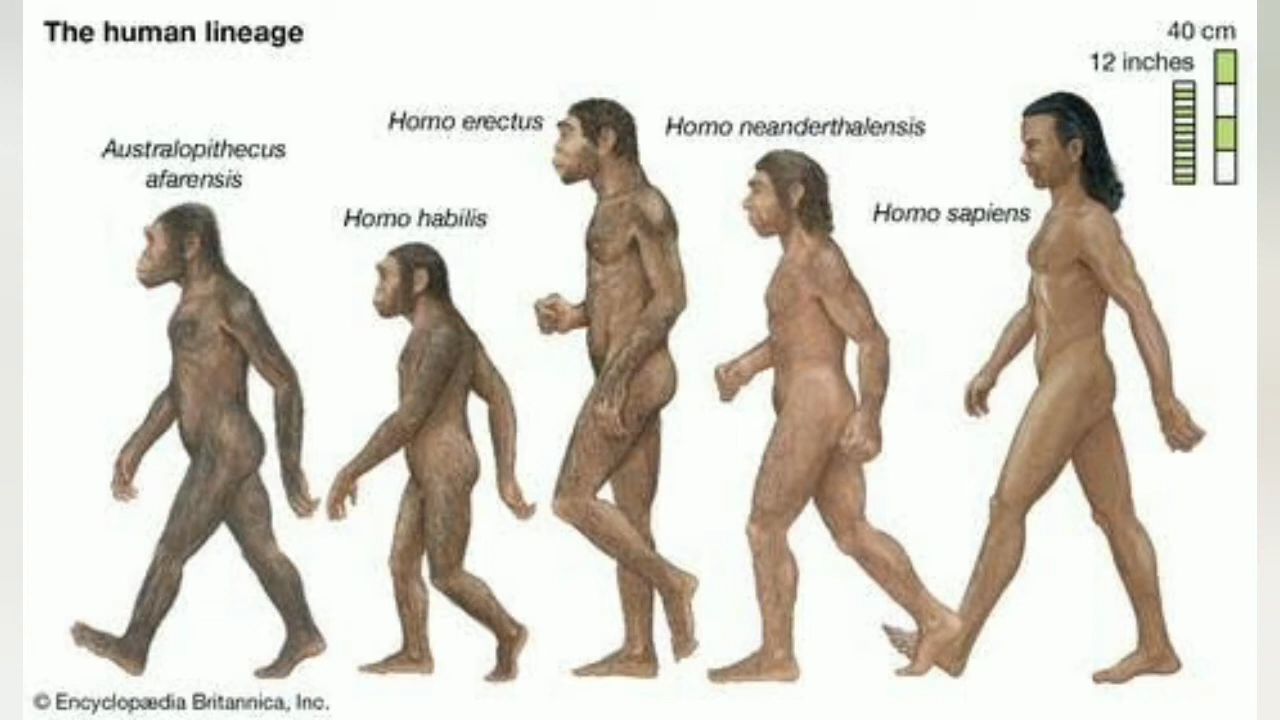 The human lineage
40 cm
12 inches
Homo erectus
Homo neanderthalensis
Australopithecus
afarensis
Homo habilis
Homo sapiens
© Encyclopædia Britannica, Inc.